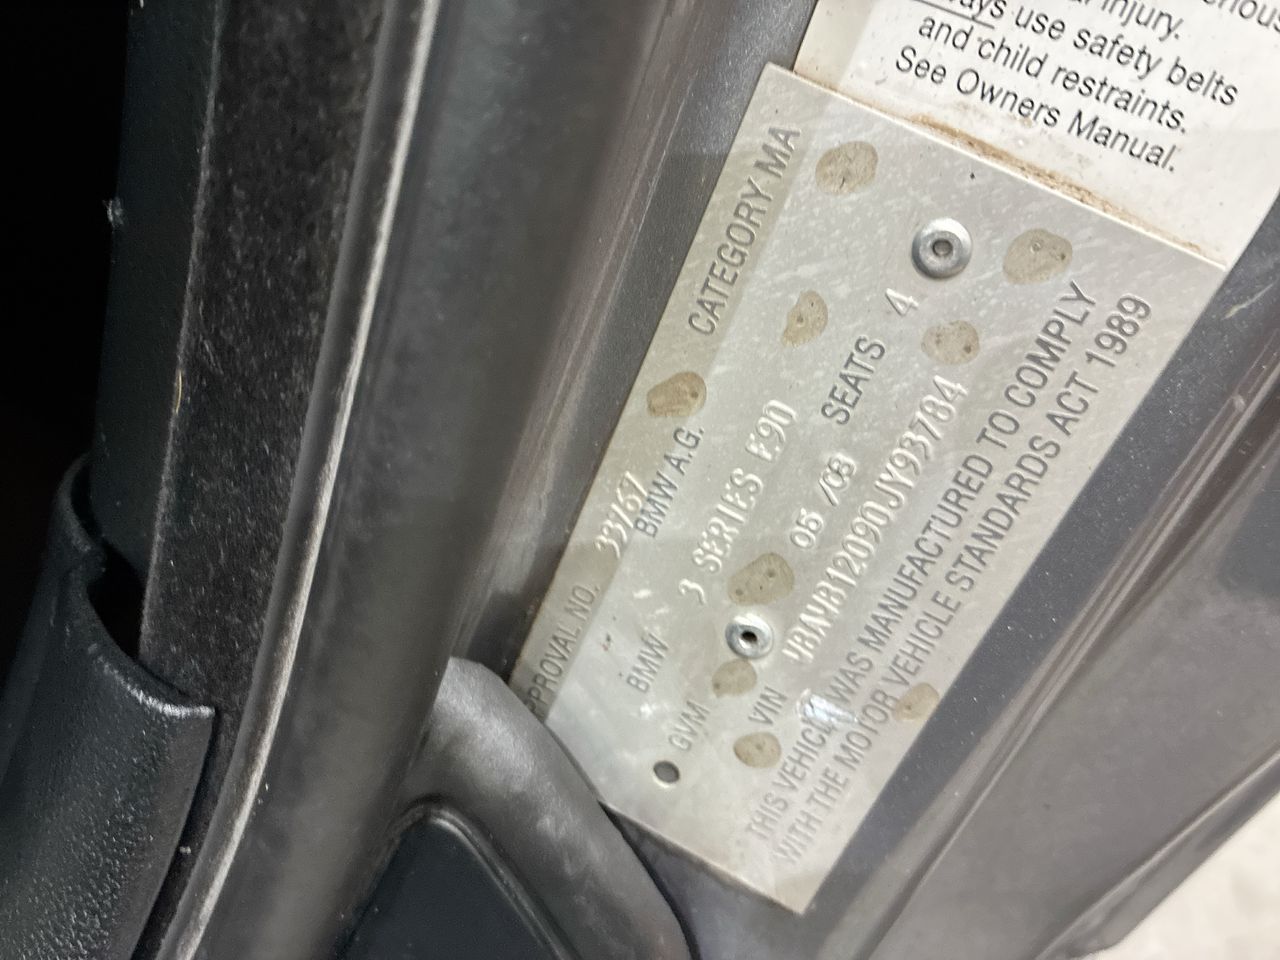 injury.
use safety belts
and child restraints.
See Owners Manual.
APPROVAL NO. 33767 CATEGORY MA
BMW BMW A.G.
3 SERIES E90
GVM 05 /08 SEATS 4
VIN WBAVB12090JY93784
THIS VEHICLE WAS MANUFACTURED TO COMPLY
WITH THE MOTOR VEHICLE STANDARDS ACT 1989